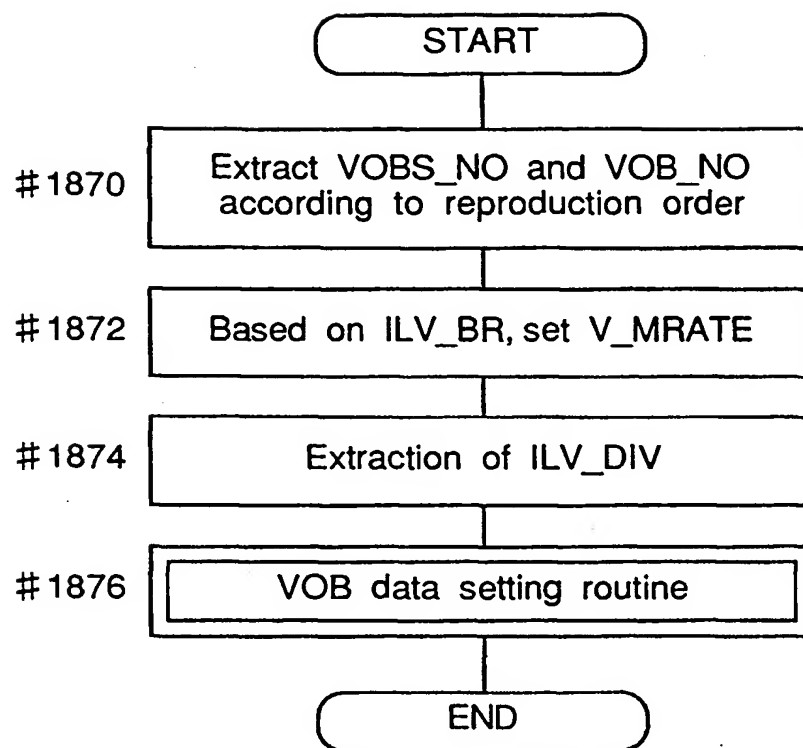 START
#1870
Extract VOBS_NO and VOB_NO
according to reproduction order
#1872
Based on ILV_BR, set V_MRATE
#1874
Extraction of ILV_DIV
#1876
VOB data setting routine
END